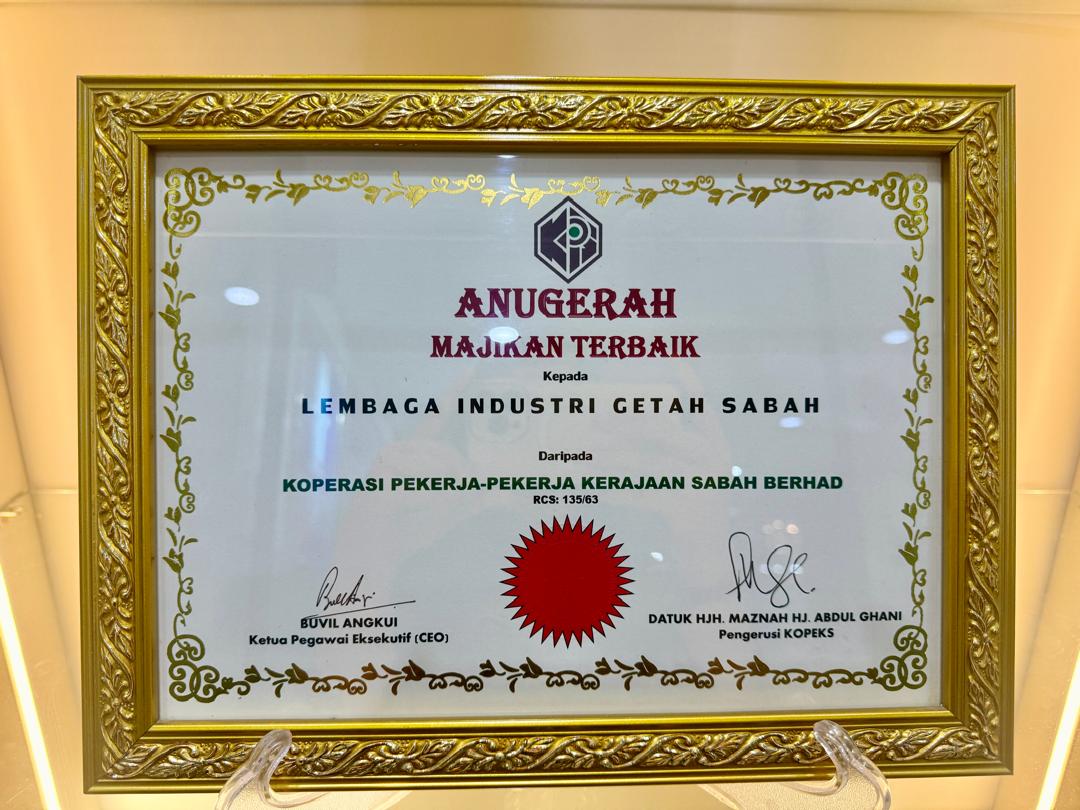 ANUGERAH
MAJIKAN TERBAIK
Kepada
LEMBAGA INDUSTRI GETAH SABAH
Daripada
KOPERASI PEKERJA-PEKERJA KERAJAAN SABAH BERHAD
RCS: 135/63
BUVIL ANGKUI
Ketua Pegawai Eksekutif (CEO)
DATUK HJH. MAZNAH HJ. ABDUL GHANI
Pengerusi KOPEKS